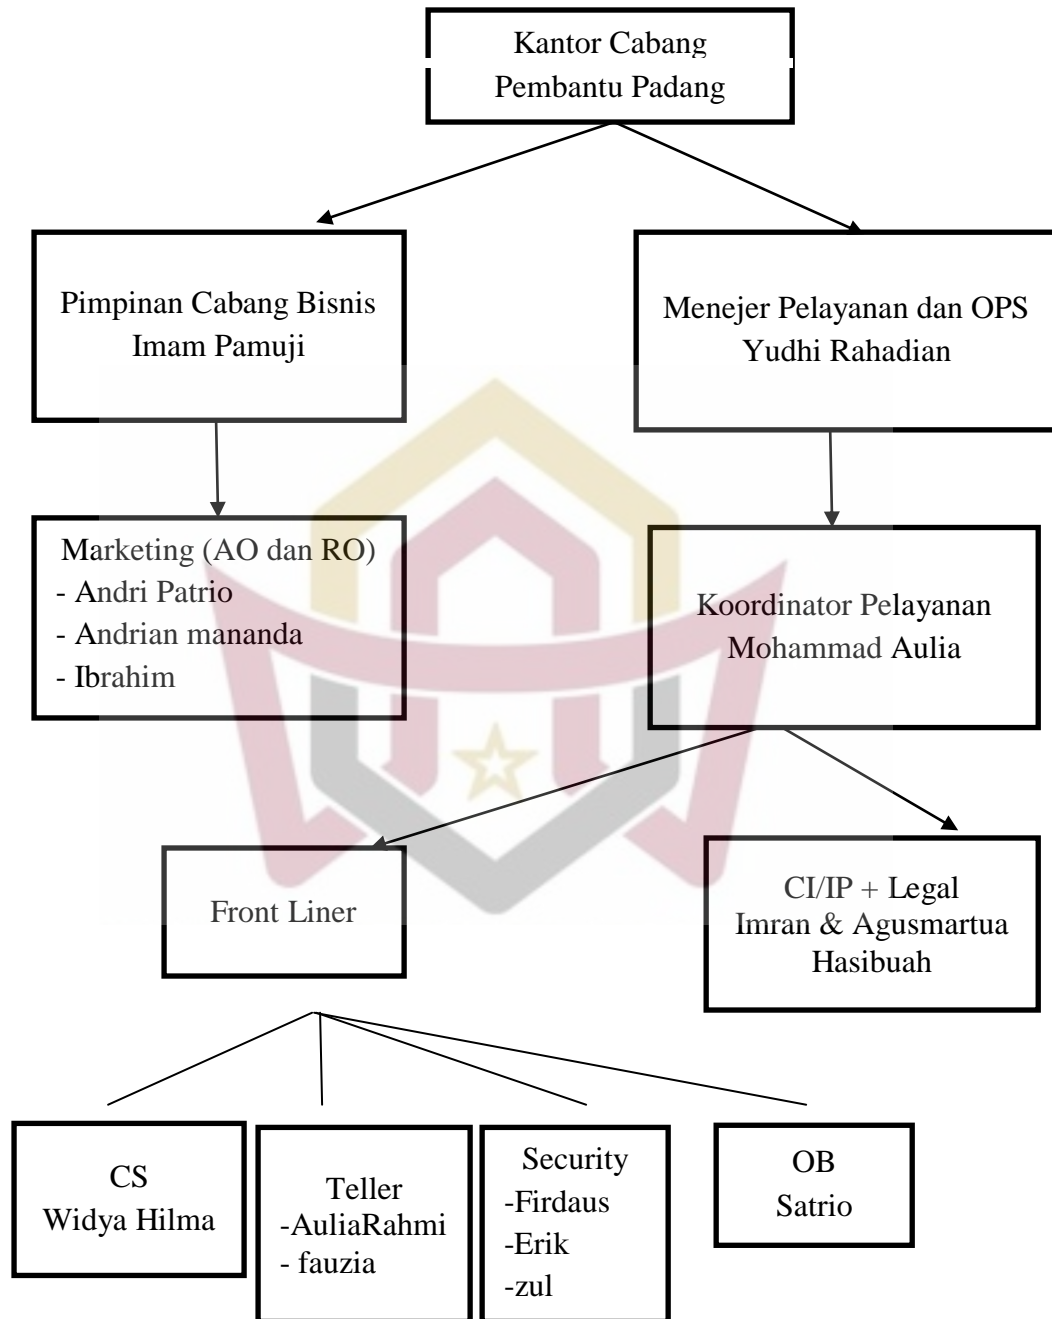 Kantor Cabang
Pembantu Padang
Pimpinan Cabang Bisnis
Imam Pamuji
Menejer Pelayanan dan OPS
Yudhi Rahadian
Marketing (AO dan RO)
- Andri Patrio
- Andrian mananda
- Ibrahim
Koordinator Pelayanan
Mohammad Aulia
Front Liner
CI/IP + Legal
Imran & Agusmartua
Hasibuah
CS
Widya Hilma
Teller
-AuliaRahmi
- fauzia
Security
-Firdaus
-Erik
-zul
OB
Satrio